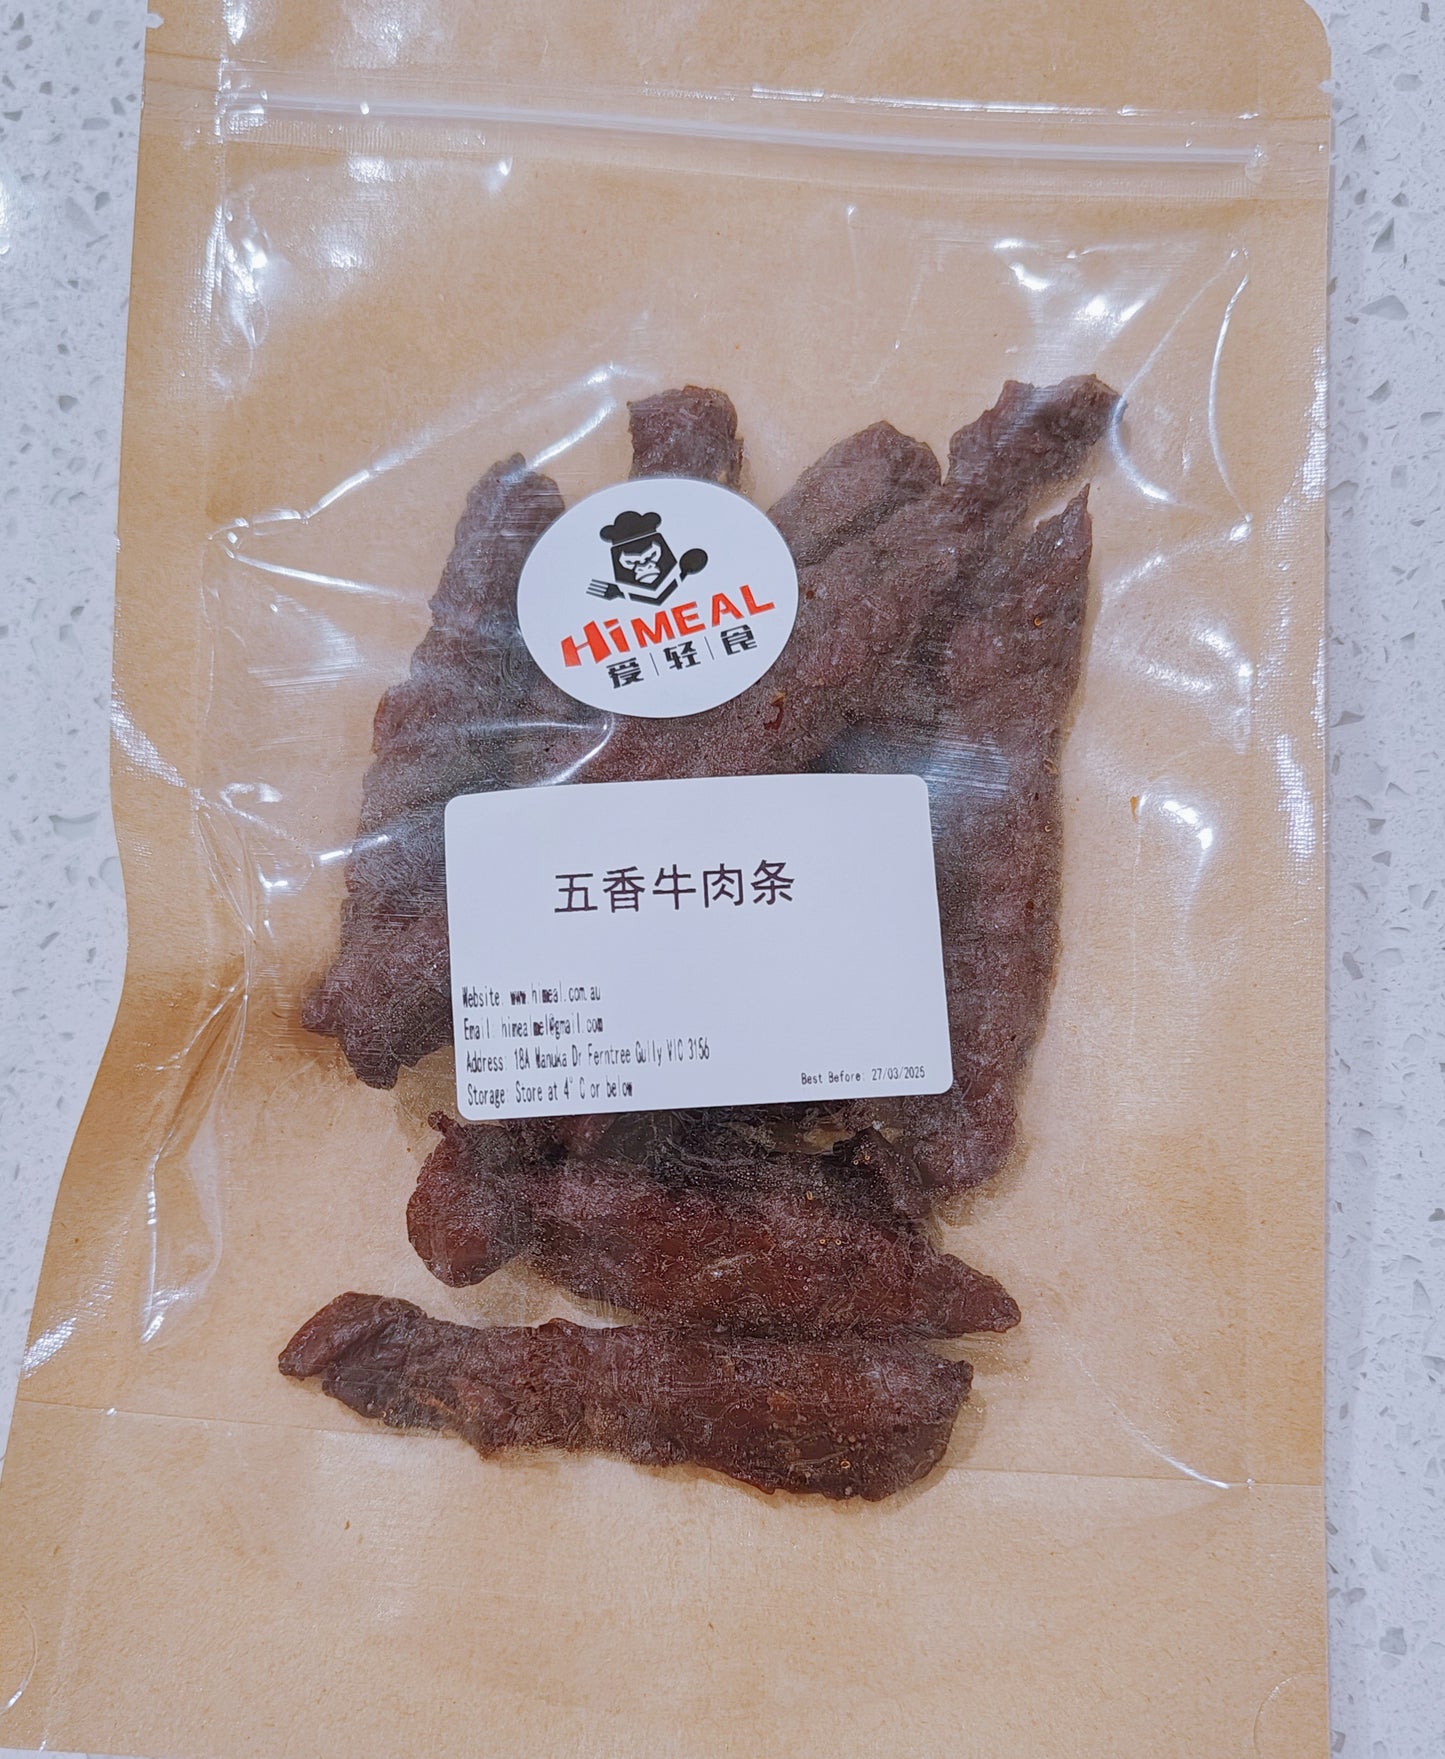 HiMEAL
爱|轻|食
五香牛肉条
Website: www.himeal.com.au
Email: himealmel@gmail.com
Address: 18A Wanuka Dr Ferntree Gully VIC 3156
Storage: Store at 4° C or below
Best Before: 27/03/2025